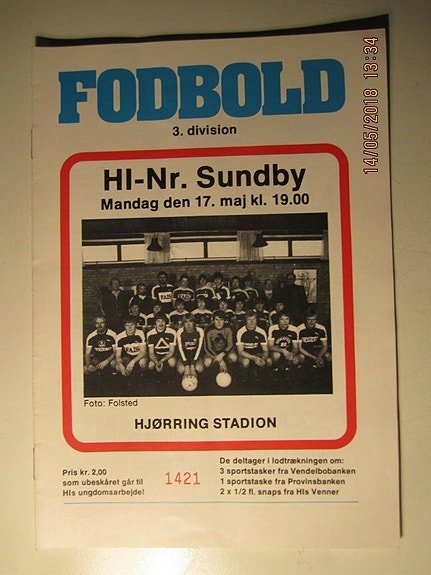 FODBOLD
3. division
HI-Nr. Sundby
Mandag den 17. maj kl. 19.00
Foto: Folsted
HJØRRING STADION
Pris kr. 2,00
som ubeskåret går til
HIs ungdomsarbejde!
1421
De deltager i lodtrækningen om:
3 sportstasker fra Vendelbobanken
1 sportstaske fra Provinsbanken
2 x 1/2 fl. snaps fra HIs Venner
14/05/2018 13:34